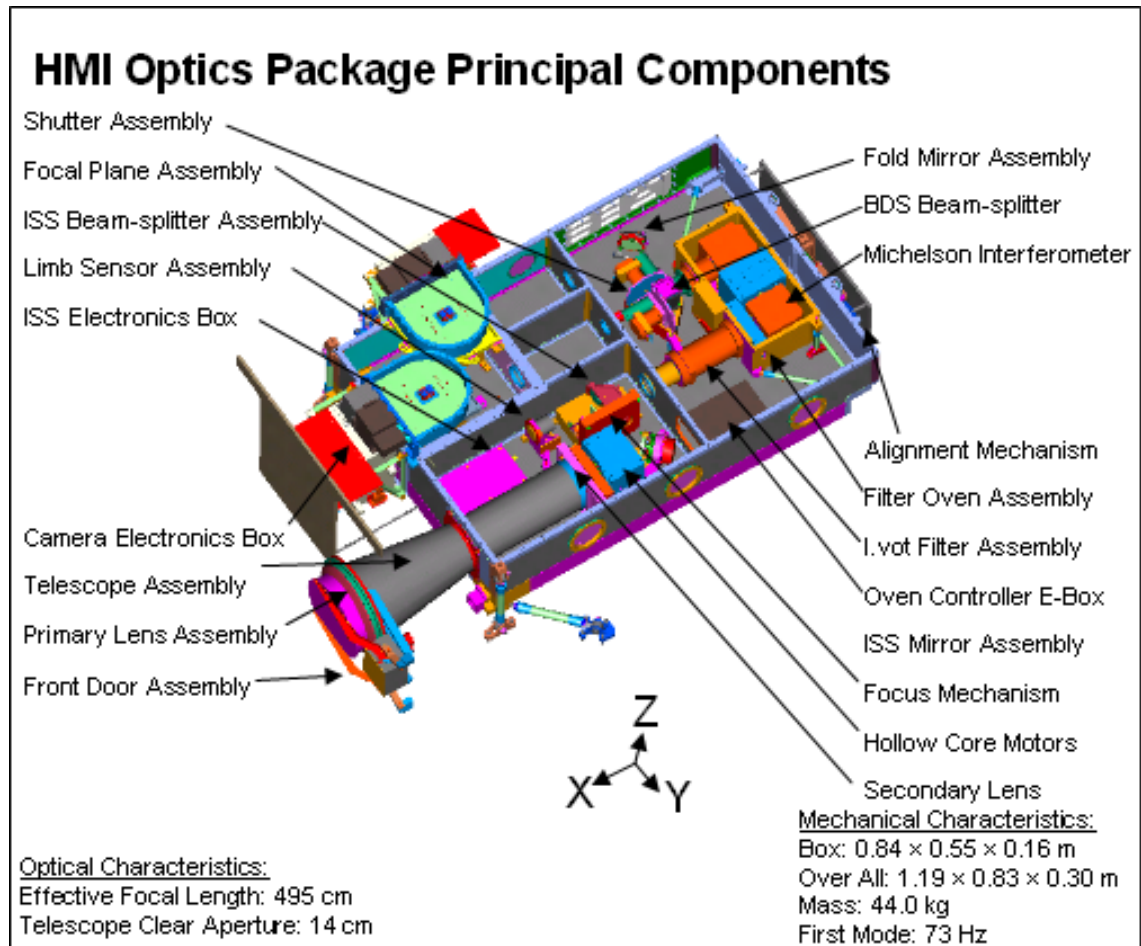 HMI Optics Package Principal Components
Shutter Assembly
Focal Plane Assembly
ISS Beam-splitter Assembly
Limb Sensor Assembly
ISS Electronics Box
Fold Mirror Assembly
BDS Beam-splitter
Michelson Interferometer
Camera Electronics Box
Telescope Assembly
Primary Lens Assembly
Front Door Assembly
Alignment Mechanism
Filter Oven Assembly
I.vot Filter Assembly
Oven Controller E-Box
ISS Mirror Assembly
Focus Mechanism
Hollow Core Motors
Secondary Lens
Z
X
Y
Optical Characteristics:
Effective Focal Length: 495 cm
Telescope Clear Aperture: 14 cm
Mechanical Characteristics:
Box: 0.84 × 0.55 × 0.16 m
Over All: 1.19 × 0.83 × 0.30 m
Mass: 44.0 kg
First Mode: 73 Hz